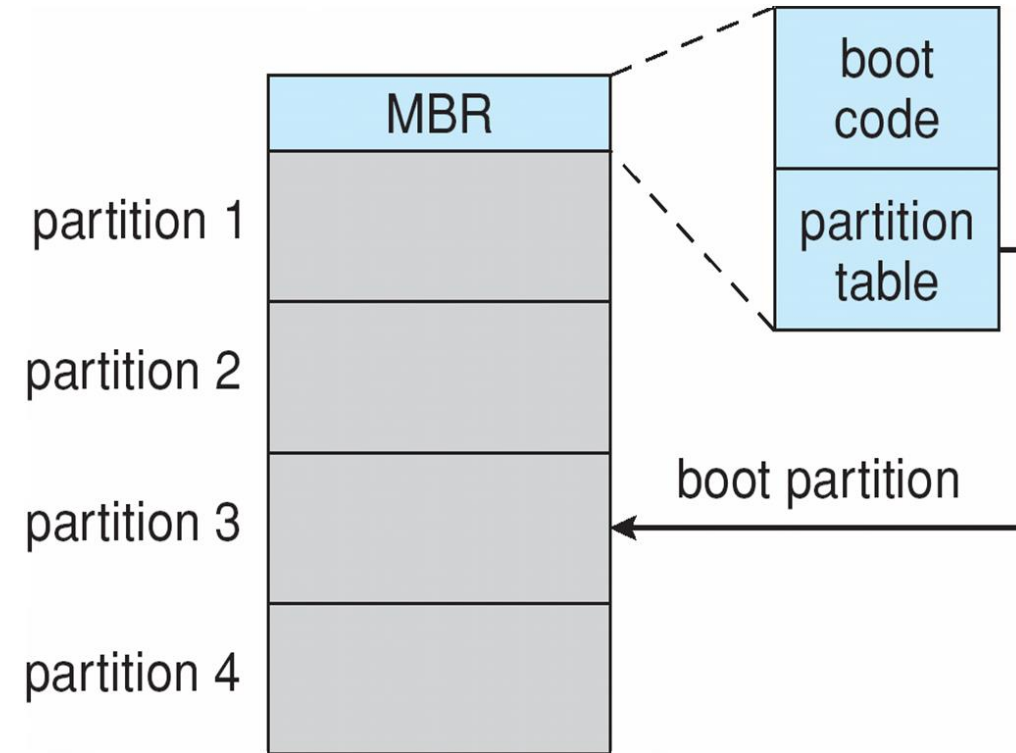 boot
code
MBR
partition 1
partition
table
partition 2
boot partition
partition 3
partition 4